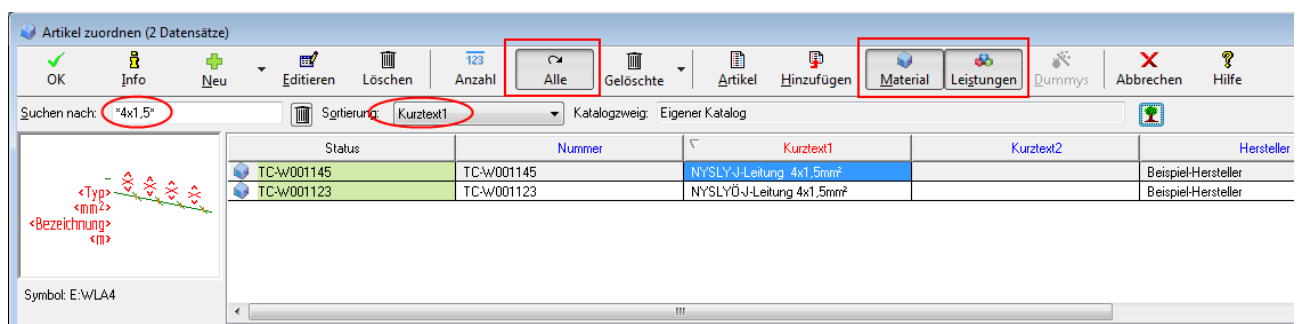 Artikel zuordnen (2 Datensätze)
OK Info Neu Editieren Löschen 123 Anzahl Alle Gelöschte Artikel Hinzufügen Material Leistungen Dummys Abbrechen Hilfe
Suchen nach: *4x1,5* Sortierung: Kurztext1 Katalogzweig: Eigener Katalog
Status Nummer Kurztext1 Kurztext2 Hersteller
TC-W001145 TC-W001145 NYSLY-J-Leitung 4x1,5mm² Beispiel-Hersteller
TC-W001123 TC-W001123 NYSLYÖ-J-Leitung 4x1,5mm² Beispiel-Hersteller
<Typ>
<mm²>
<Bezeichnung>
<m>
Symbol: E:WLA4